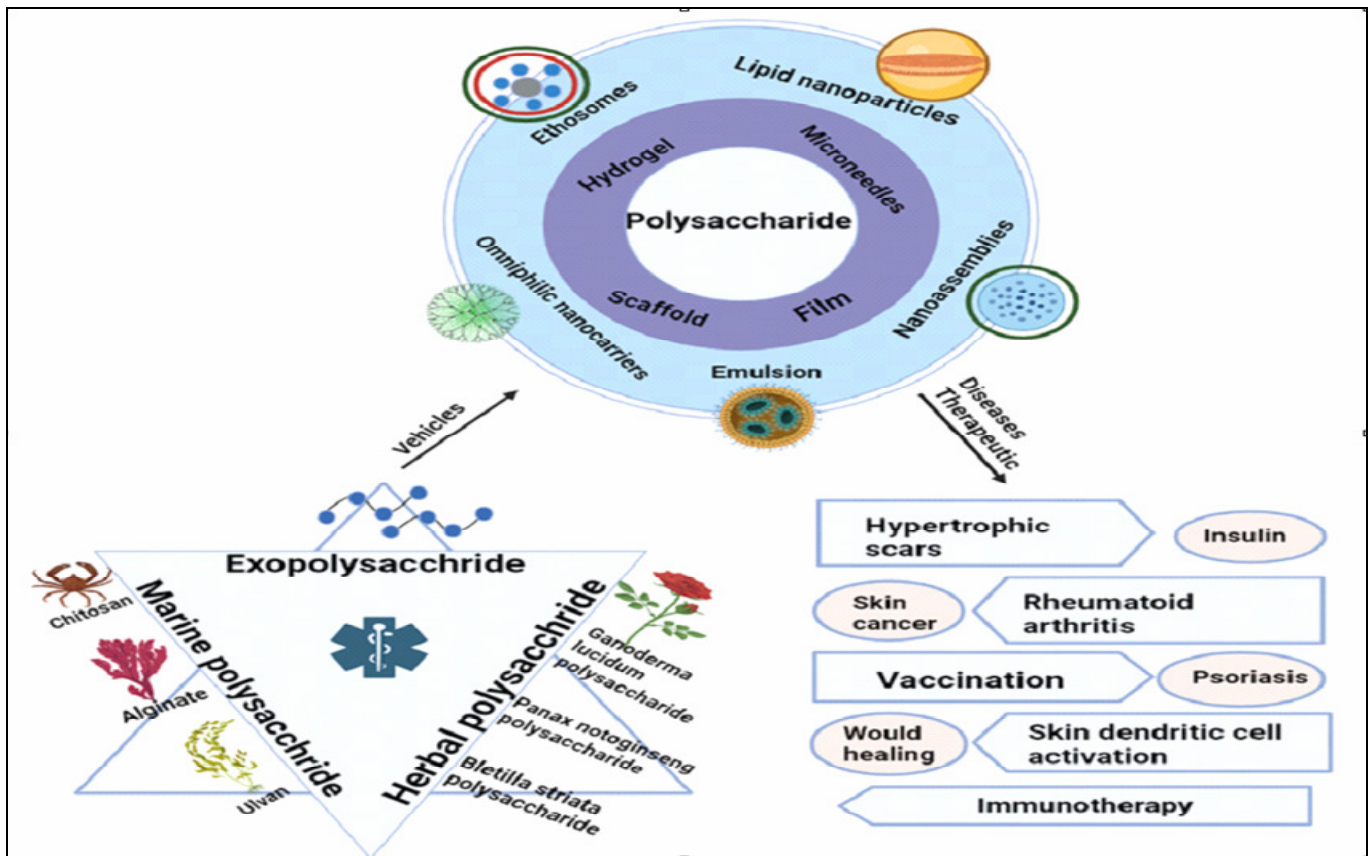 Ethosomes
Lipid nanoparticles
Hydrogel
Microneedles
Polysaccharide
Omniphilic nanocarriers
Scaffold
Film
Nanoassemblies
Emulsion
Vehicles
Diseases
Therapeutic
Exopolysacchride
Marine polysacchride
Herbal polysacchride
Chitosan
Alginate
Ulvan
Ganoderma
lucidum
polysaccharide
Panax notoginseng
polysaccharide
Bletilla striata
polysaccharide
Hypertrophic
scars
Insulin
Skin
cancer
Rheumatoid
arthritis
Vaccination
Psoriasis
Would
healing
Skin dendritic cell
activation
Immunotherapy